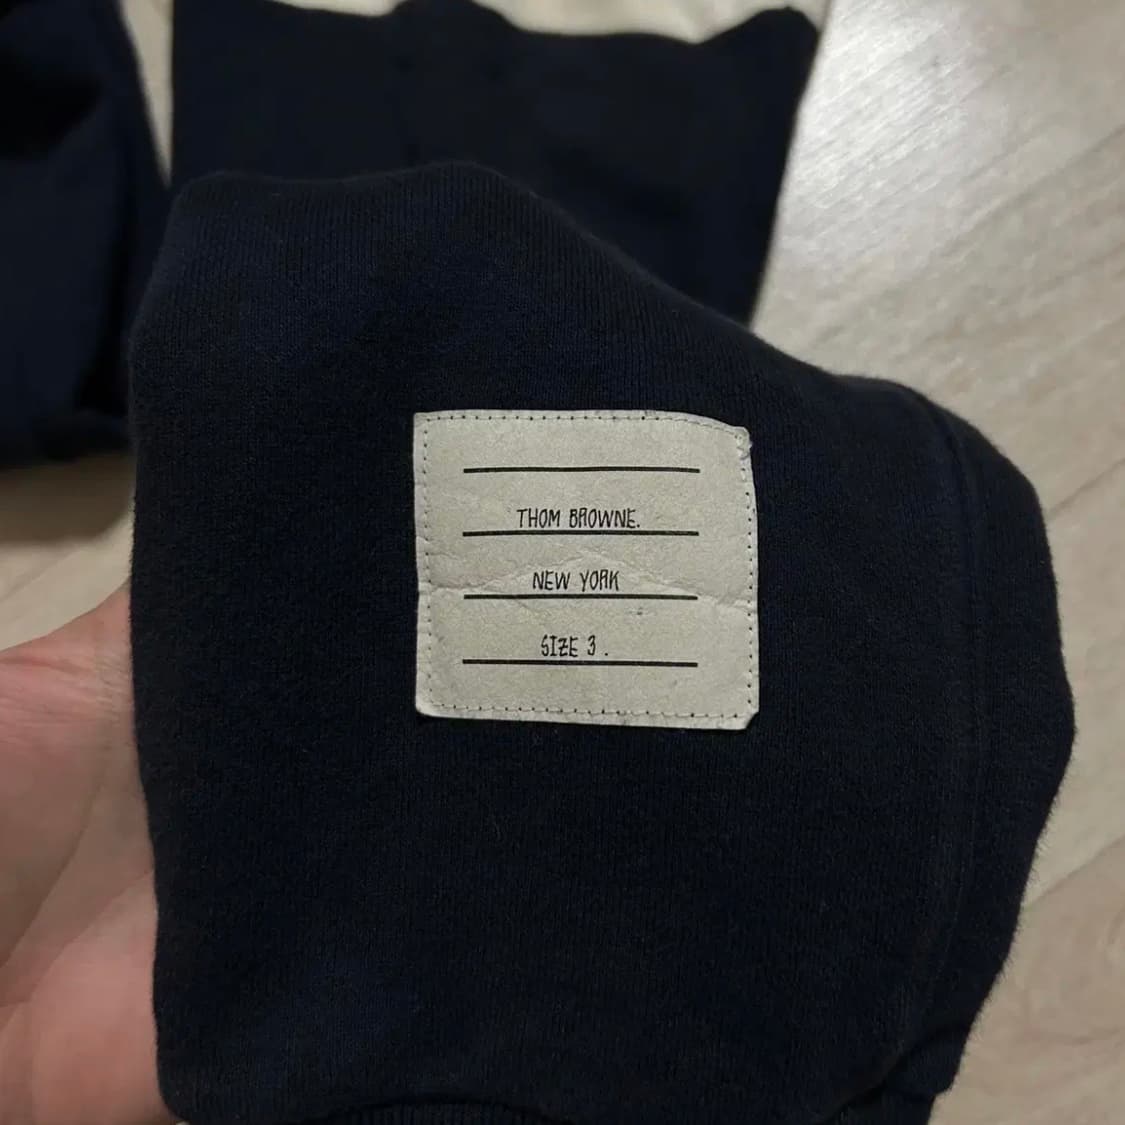 THOM BROWNE.
NEW YORK
SIZE 3 .